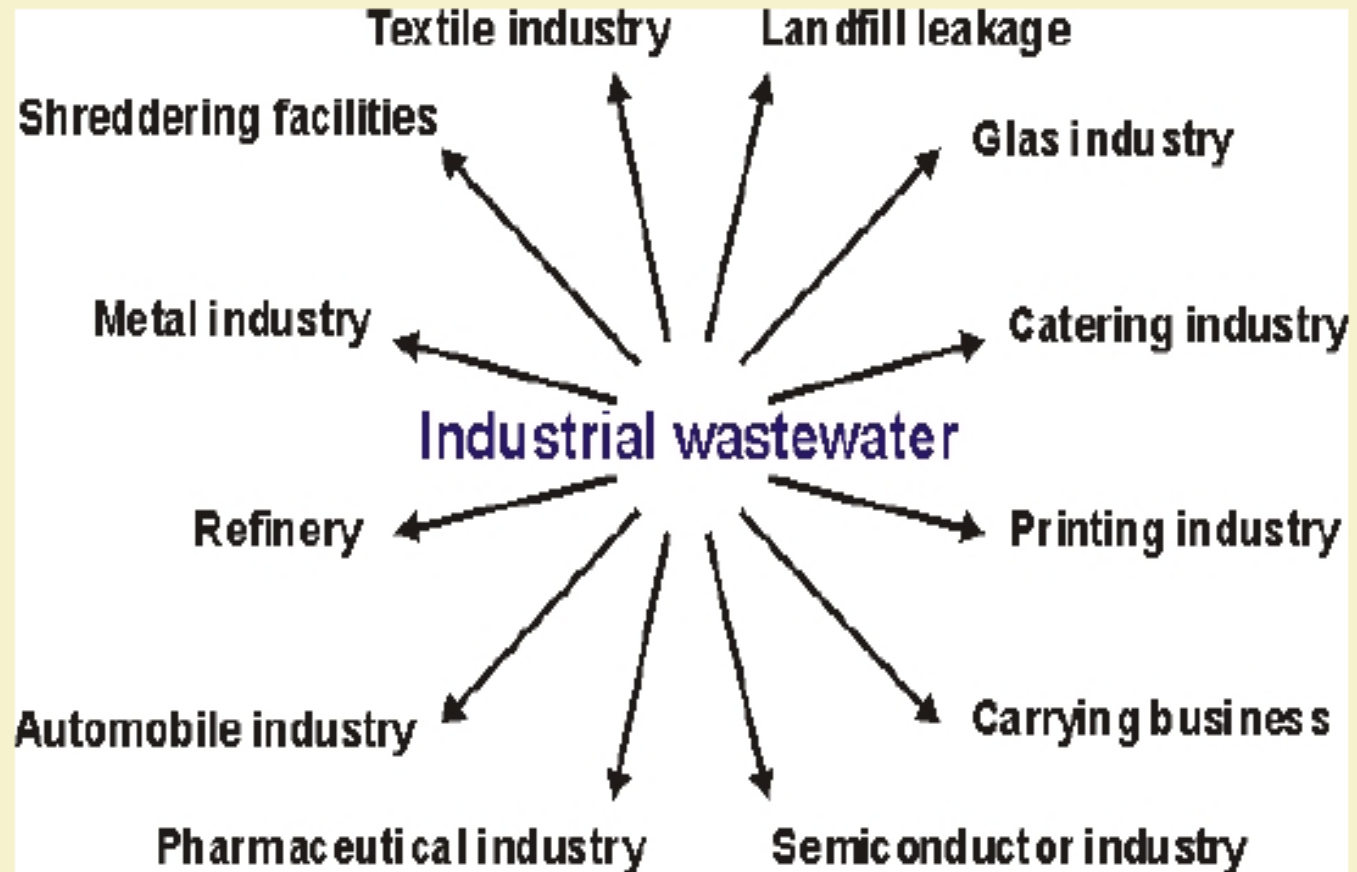 Textile industry
Landfill leakage
Shreddering facilities
Glas industry
Metal industry
Catering industry
Industrial wastewater
Refinery
Printing industry
Automobile industry
Carrying business
Pharmaceutical industry
Semiconductor industry